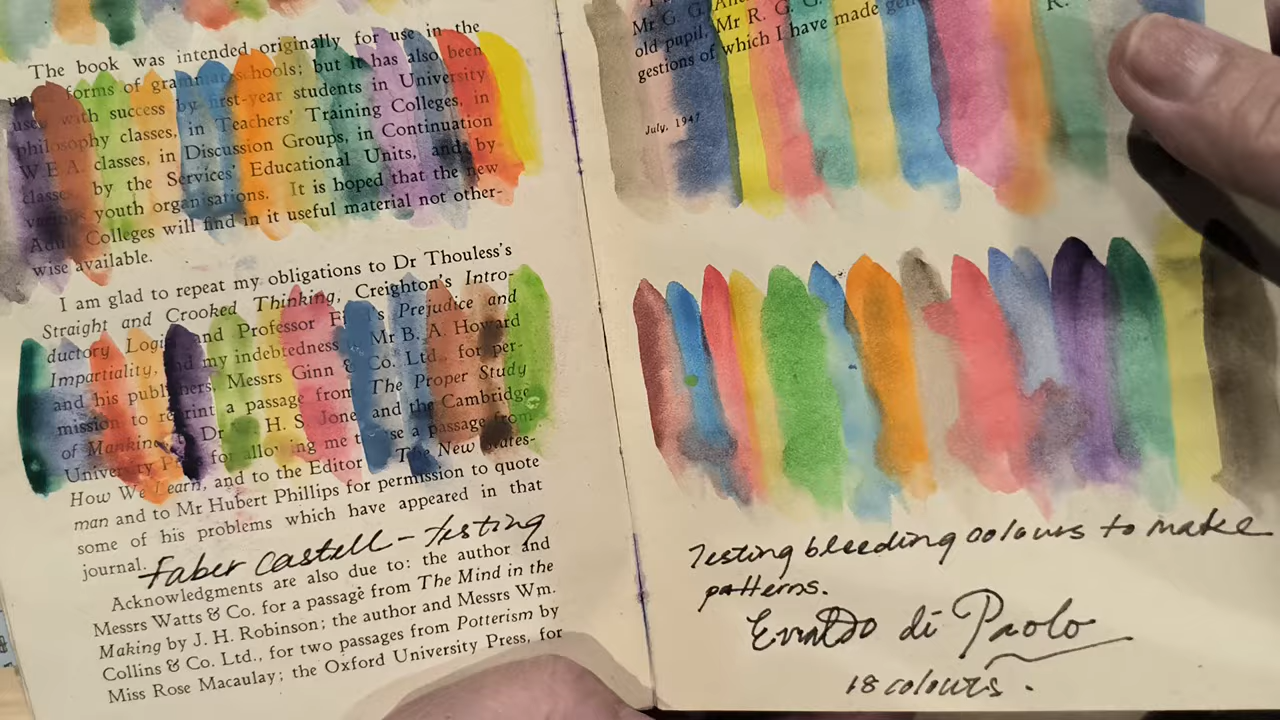 The book was intended originally for use in the
forms of grammar schools; but it has also been
used with success by first-year students in University
philosophy classes, in Teachers' Training Colleges, in
W E A. classes, in Discussion Groups, in Continuation
classes by the Services' Educational Units, and by
various youth organisations. It is hoped that the new
Adult Colleges will find in it useful material not other-
wise available.
I am glad to repeat my obligations to Dr Thouless's
Straight and Crooked Thinking, Creighton's Intro-
ductory Logic and Professor Prejudice and
Impartiality, and my indebtedness Mr B. A. Howard
and his publishers, Messrs Ginn & Co. Ltd., for per-
mission to reprint a passage from The Proper Study
of Mankind Dr H. S. Jone and the Cambridge
University Press for allowing me to use a passage from
How We Learn, and to the Editor The New States-
man and to Mr Hubert Phillips for permission to quote
some of his problems which have appeared in that
journal.
Faber Castell - Testing
Acknowledgments are also due to: the author and
Messrs Watts & Co. for a passage from The Mind in the
Making by J. H. Robinson; the author and Messrs Wm.
Collins & Co. Ltd., for two passages from Potterism by
Miss Rose Macaulay; the Oxford University Press, for
Mr G. G. Mr R. G. G. R.
old pupil,
gestions of which I have made
July, 1947
Testing bleeding colours to make
patterns.
Evaldo di Paolo
18 colours.